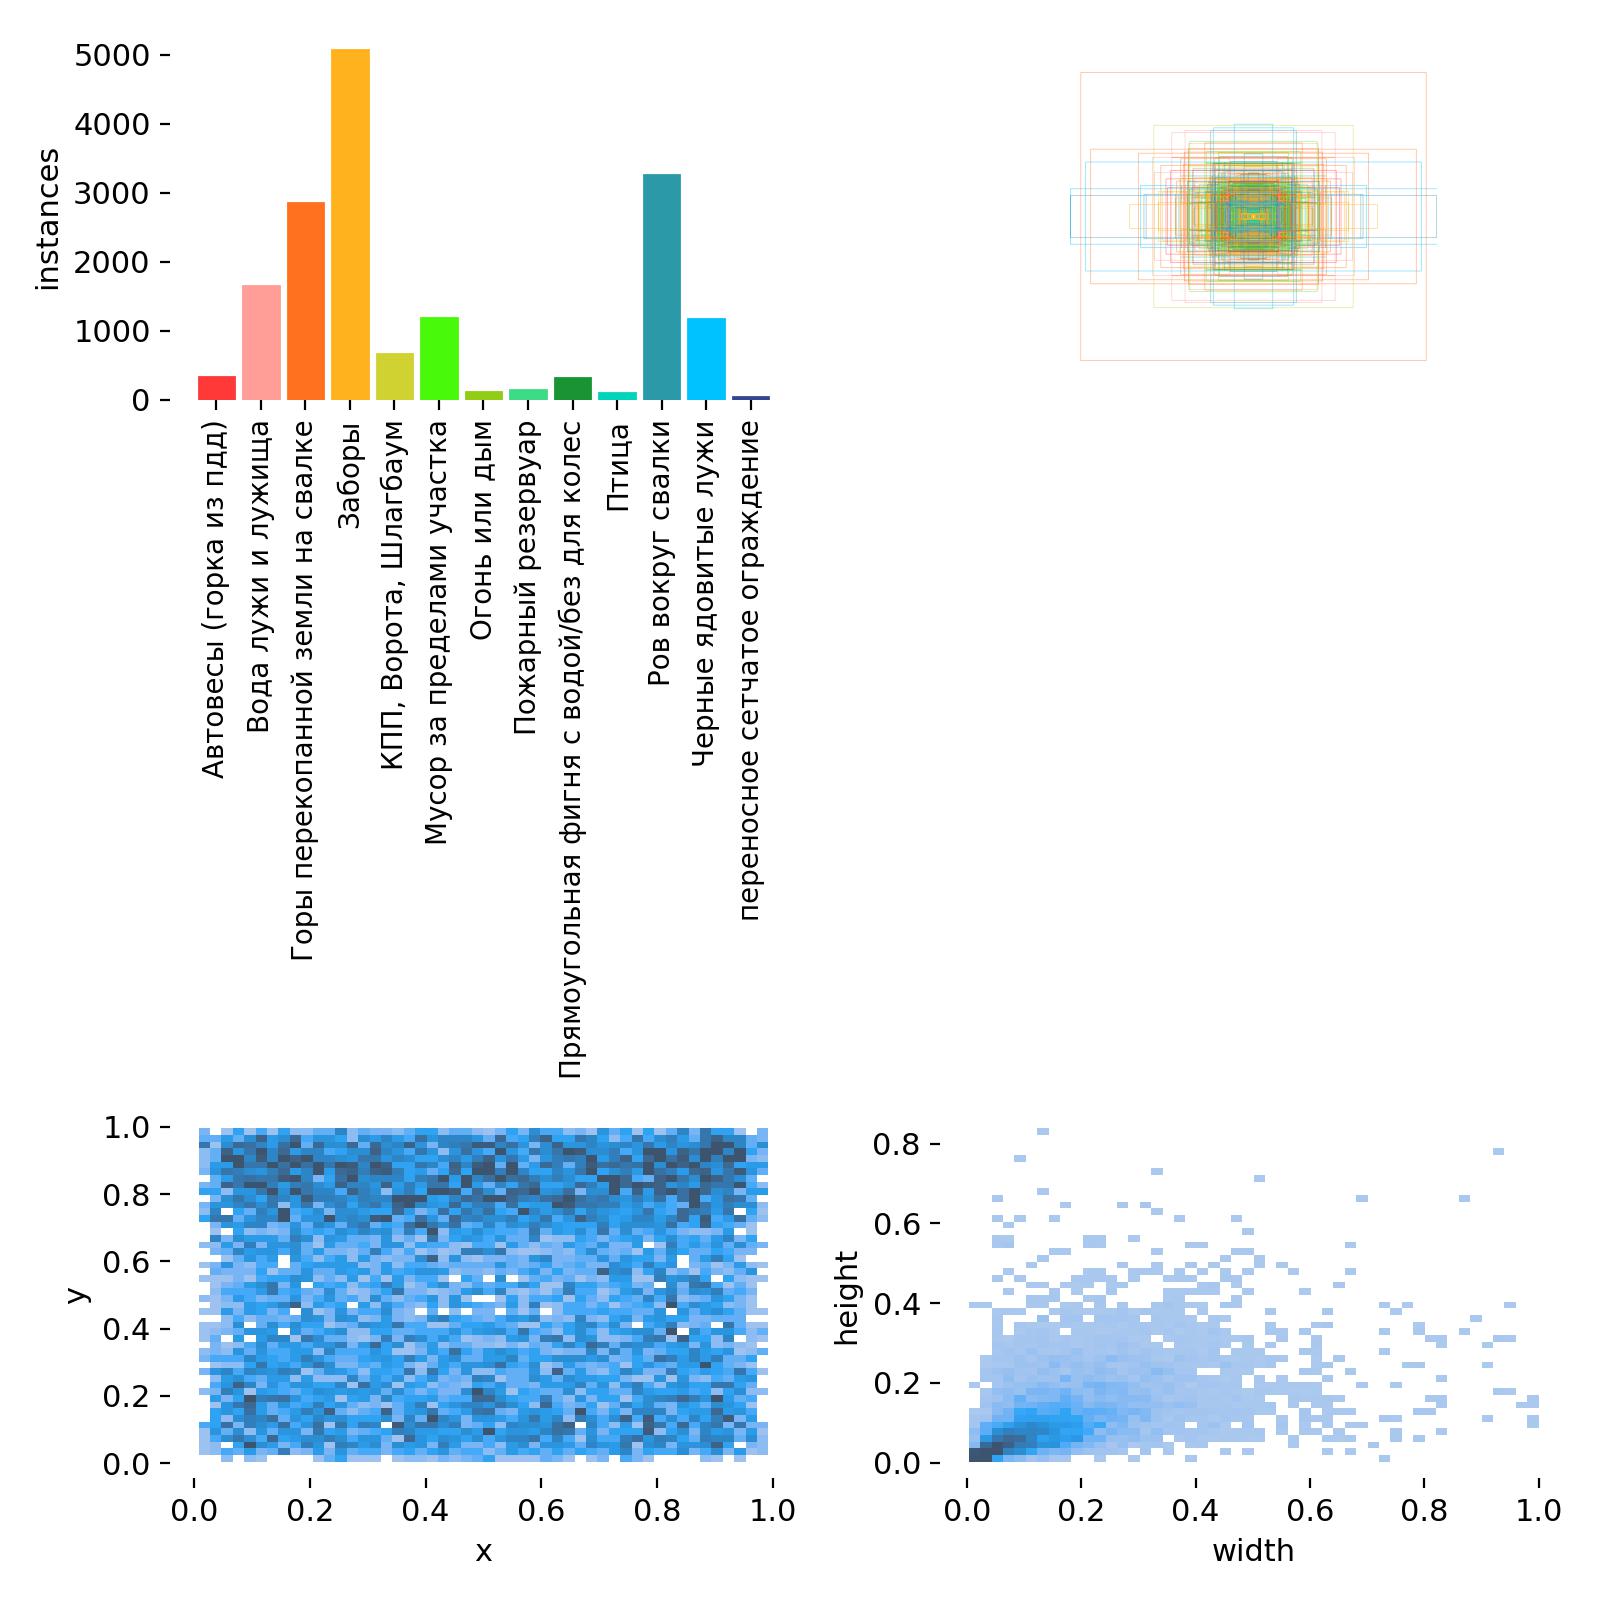 instances
5000
4000
3000
2000
1000
0
Автовесы (горка из пдд)
Вода лужи и лужища
Горы перекопанной земли на свалке
Заборы
КПП, Ворота, Шлагбаум
Мусор за пределами участка
Огонь или дым
Пожарный резервуар
Прямоугольная фигня с водой/без для колес
Птица
Ров вокруг свалки
Черные ядовитые лужи
переносное сетчатое ограждение
y
1.0
0.8
0.6
0.4
0.2
0.0
0.0 0.2 0.4 0.6 0.8 1.0
x
height
0.8
0.6
0.4
0.2
0.0
0.0 0.2 0.4 0.6 0.8 1.0
width